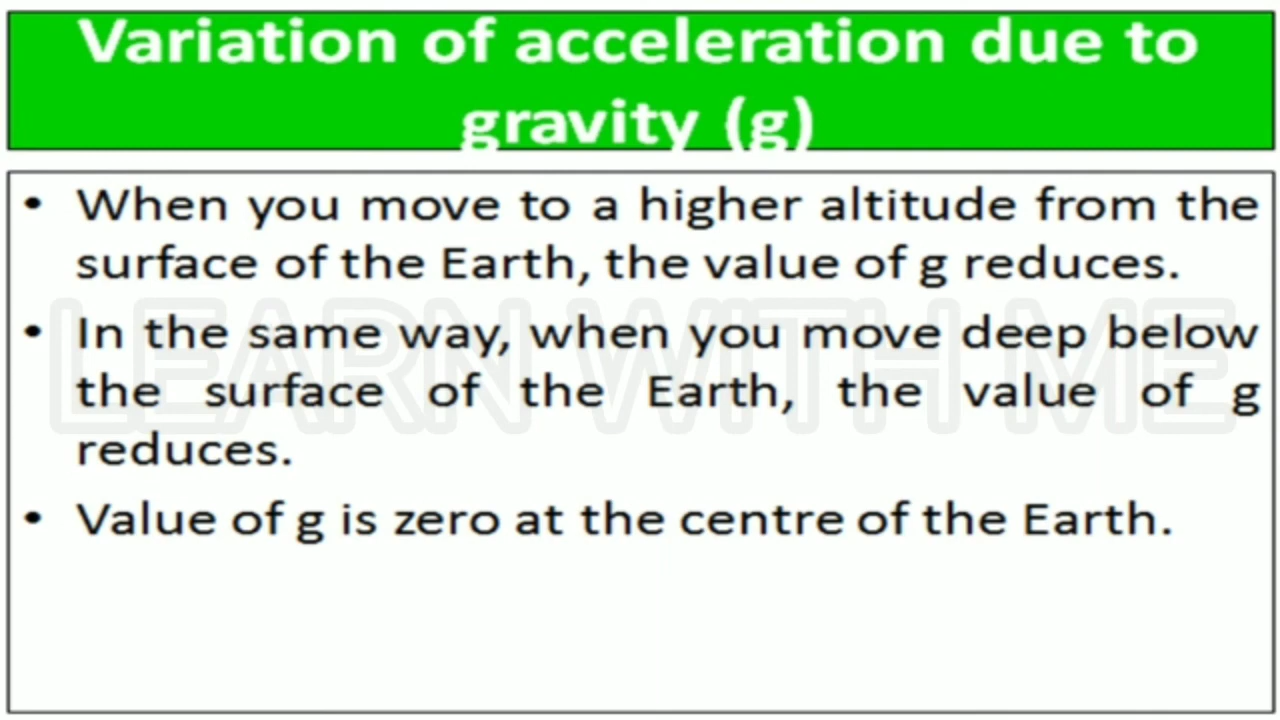 Variation of acceleration due to
gravity (g)
• When you move to a higher altitude from the
surface of the Earth, the value of g reduces.
• In the same way, when you move deep below
the surface of the Earth, the value of g
reduces.
• Value of g is zero at the centre of the Earth.
LEARN WITH ME